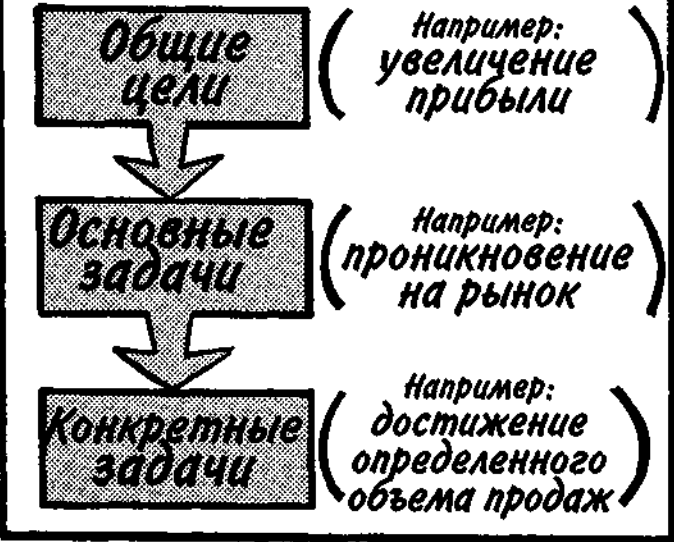 Общие
цели
Например:
увеличение
прибыли
Основные
задачи
Например:
проникновение
на рынок
Конкретные
задачи
Например:
достижение
определенного
объема продаж